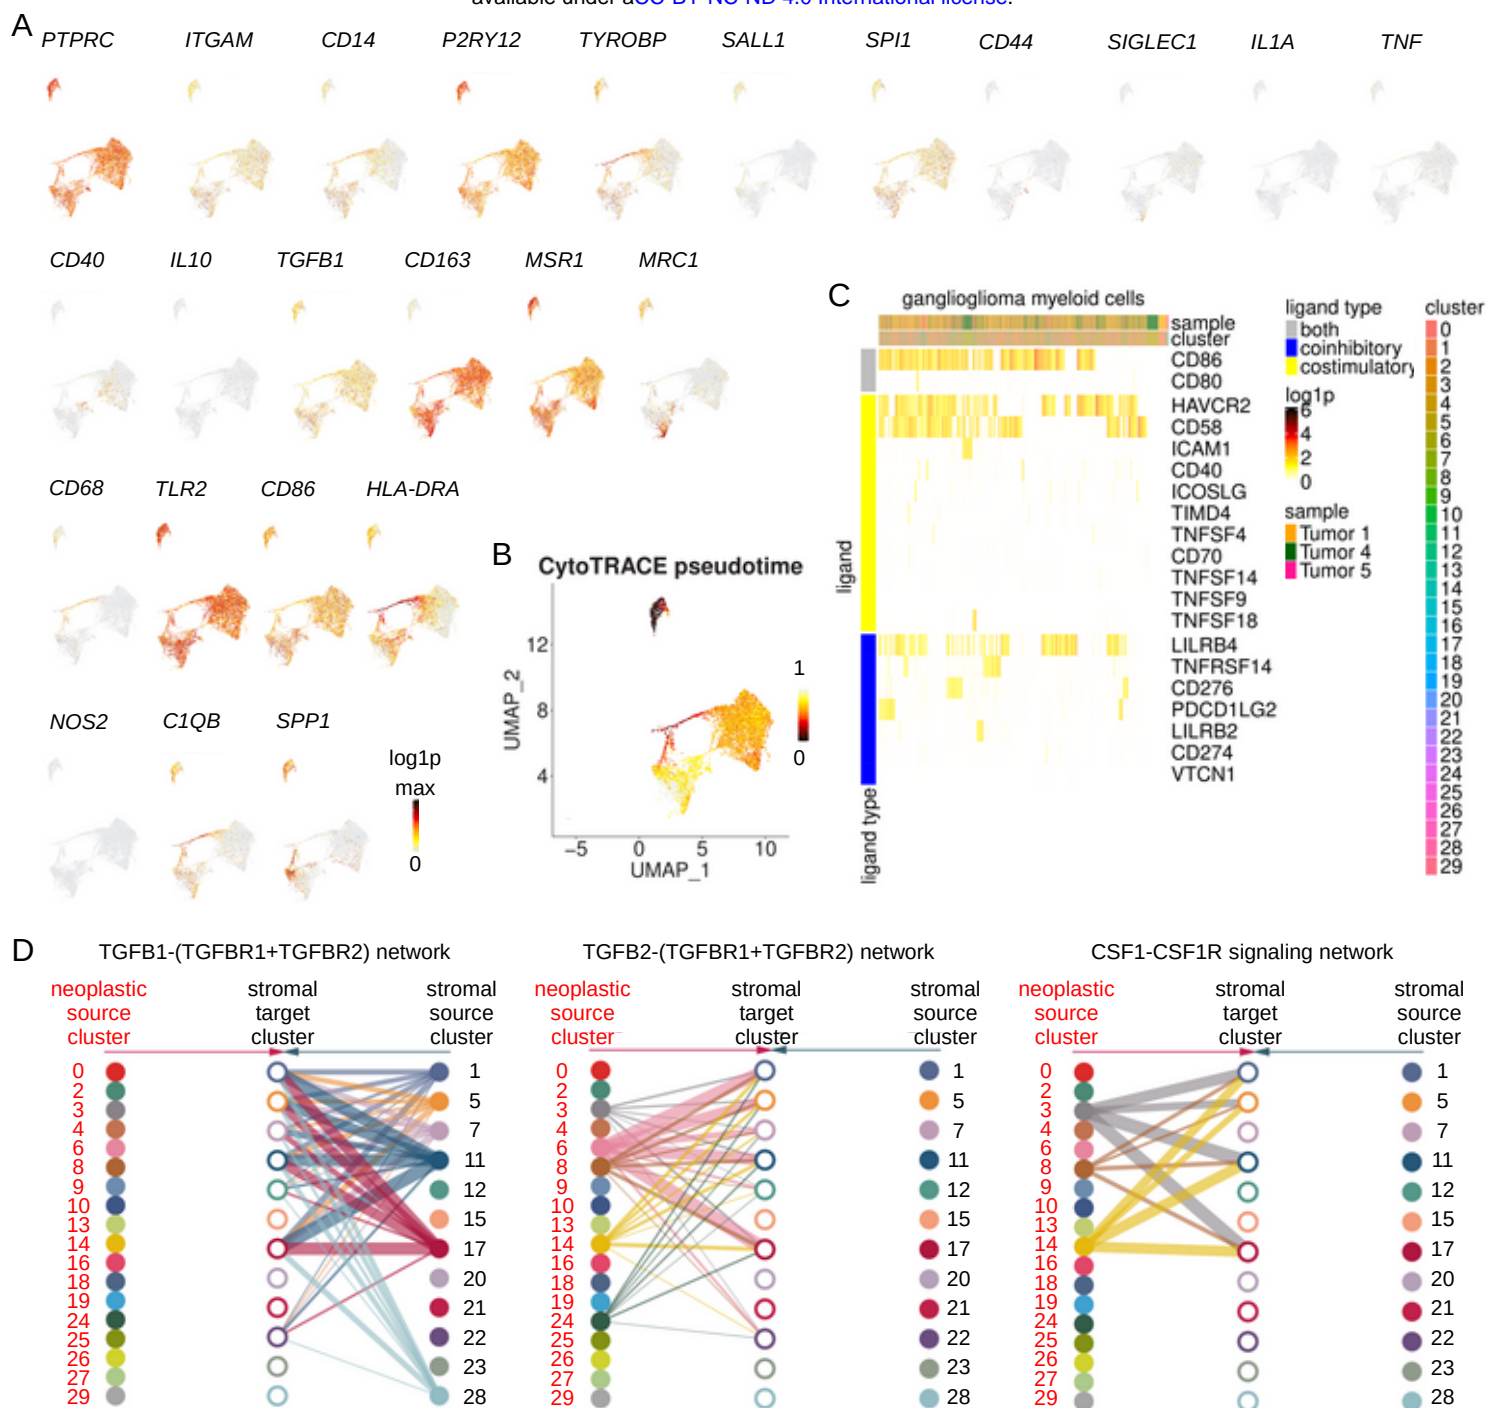 available under aCC-BY-NC-ND 4.0 International license.
A
PTPRC ITGAM CD14 P2RY12 TYROBP SALL1 SPI1 CD44 SIGLEC1 IL1A TNF
CD40 IL10 TGFB1 CD163 MSR1 MRC1
CD68 TLR2 CD86 HLA-DRA
NOS2 C1QB SPP1
log1p
max
0
B
CytoTRACE pseudotime
UMAP_2
12
8
4
−5 0 5 10
UMAP_1
1
0
C
ganglioglioma myeloid cells
sample
cluster
CD86
CD80
HAVCR2
CD58
ICAM1
CD40
ICOSLG
TIMD4
TNFSF4
CD70
TNFSF14
TNFSF9
TNFSF18
LILRB4
TNFRSF14
CD276
PDCD1LG2
LILRB2
CD274
VTCN1
ligand
ligand type
ligand type
both
coinhibitory
costimulatory
log1p
6
4
2
0
sample
Tumor 1
Tumor 4
Tumor 5
cluster
0
1
2
3
4
5
6
7
8
9
10
11
12
13
14
15
16
17
18
19
20
21
22
23
24
25
26
27
28
29
D
TGFB1-(TGFBR1+TGFBR2) network
neoplastic
source
cluster
stromal
target
cluster
stromal
source
cluster
0
2
3
4
6
8
9
10
13
14
16
18
19
24
25
26
27
29
1
5
7
11
12
15
17
20
21
22
23
28
TGFB2-(TGFBR1+TGFBR2) network
neoplastic
source
cluster
stromal
target
cluster
stromal
source
cluster
0
2
3
4
6
8
9
10
13
14
16
18
19
24
25
26
27
29
1
5
7
11
12
15
17
20
21
22
23
28
CSF1-CSF1R signaling network
neoplastic
source
cluster
stromal
target
cluster
stromal
source
cluster
0
2
3
4
6
8
9
10
13
14
16
18
19
24
25
26
27
29
1
5
7
11
12
15
17
20
21
22
23
28